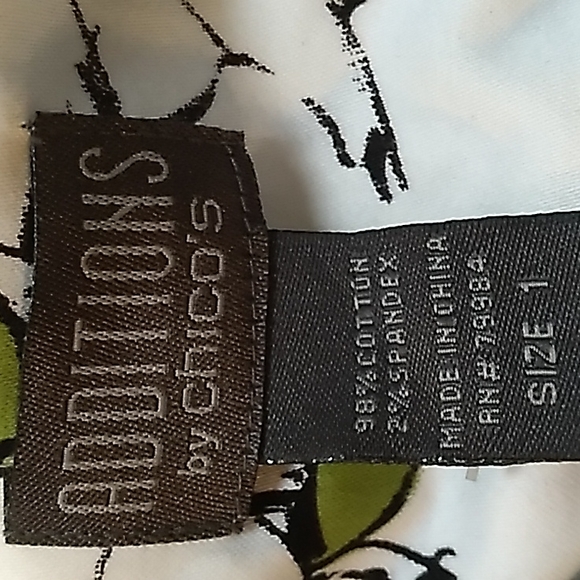 ADDITIONS
by CHICO'S
98% COTTON
2% SPANDEX
MADE IN CHINA
RN# 79984
SIZE 1